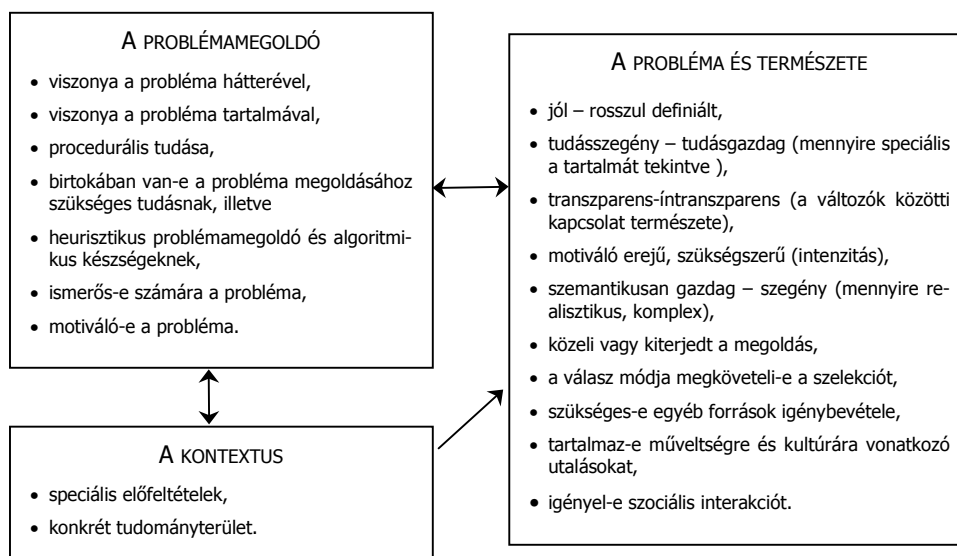 A PROBLÉMAMEGOLDÓ
• viszonya a probléma hátterével,
• viszonya a probléma tartalmával,
• procedurális tudása,
• birtokában van-e a probléma megoldásához
szükséges tudásnak, illetve
• heurisztikus problémamegoldó és algoritmi-
kus készségeknek,
• ismerős-e számára a probléma,
• motiváló-e a probléma.
A KONTEXTUS
• speciális előfeltételek,
• konkrét tudományterület.
A PROBLÉMA ÉS TERMÉSZETE
• jól – rosszul definiált,
• tudásszegény – tudásgazdag (mennyire speciális
a tartalmát tekintve ),
• transzparens-íntranszparens (a változók közötti
kapcsolat természete),
• motiváló erejű, szükségszerű (intenzitás),
• szemantikusan gazdag – szegény (mennyire re-
alisztikus, komplex),
• közeli vagy kiterjedt a megoldás,
• a válasz módja megköveteli-e a szelekciót,
• szükséges-e egyéb források igénybevétele,
• tartalmaz-e műveltségre és kultúrára vonatkozó
utalásokat,
• igényel-e szociális interakciót.